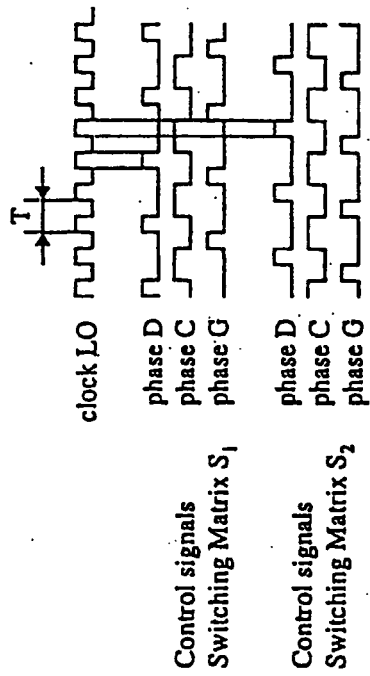 T
clock LO
phase D
phase C
phase G
Control signals
Switching Matrix S1
phase D
phase C
phase G
Control signals
Switching Matrix S2